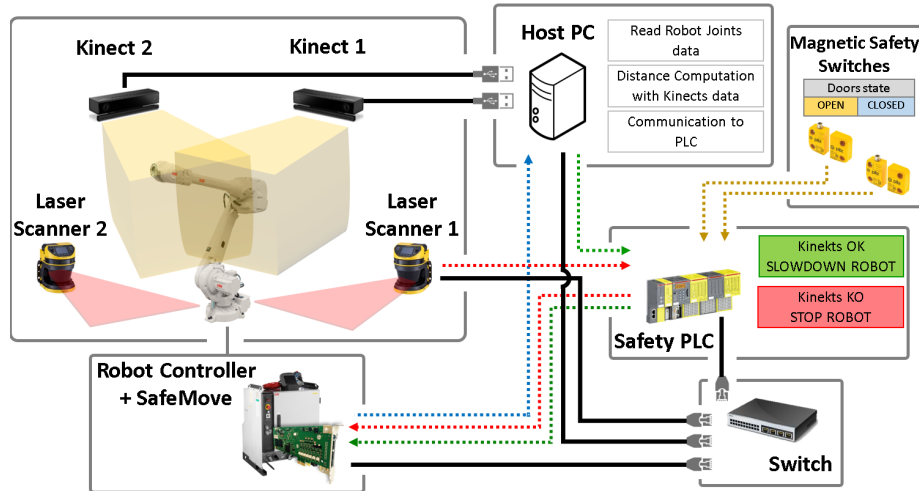 Kinect 2
Kinect 1
Host PC
Read Robot Joints
data
Distance Computation
with Kinects data
Communication to
PLC
Magnetic Safety
Switches
Doors state
OPEN
CLOSED
Laser
Scanner 2
Laser
Scanner 1
Kinekts OK
SLOWDOWN ROBOT
Kinekts KO
STOP ROBOT
Safety PLC
Robot Controller
+ SafeMove
Switch